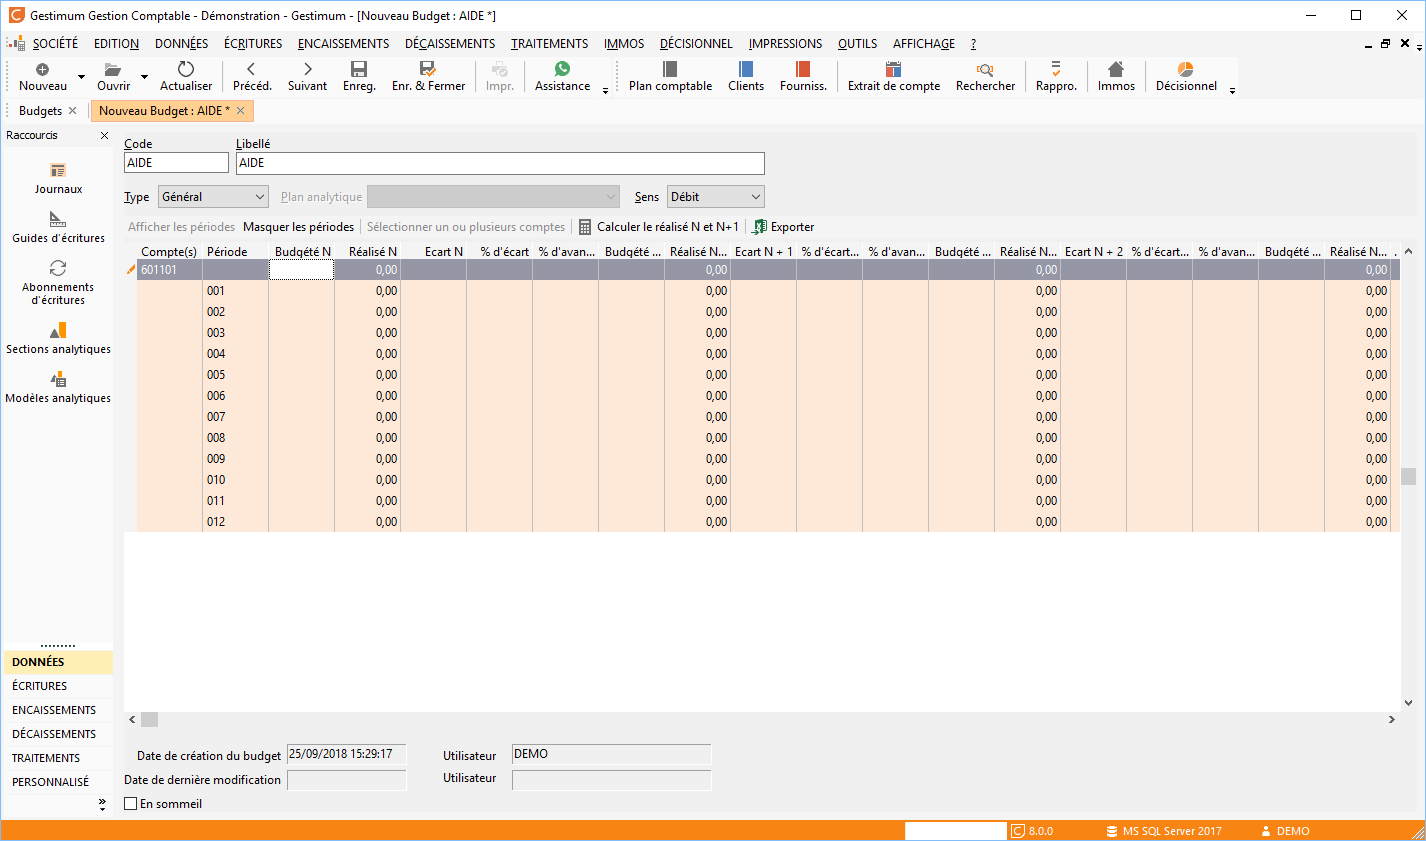 Gestimum Gestion Comptable - Démonstration - Gestimum - [Nouveau Budget : AIDE *]
SOCIÉTÉ EDITION DONNÉES ÉCRITURES ENCAISSEMENTS DÉCAISSEMENTS TRAITEMENTS IMMOS DÉCISIONNEL IMPRESSIONS OUTILS AFFICHAGE ?
Nouveau Ouvrir Actualiser Précéd. Suivant Enreg. Enr. & Fermer Impr. Assistance Plan comptable Clients Fourniss. Extrait de compte Rechercher Rappro. Immos Décisionnel
Budgets Nouveau Budget : AIDE *
Raccourcis
Journaux
Guides d'écritures
Abonnements
d'écritures
Sections analytiques
Modèles analytiques
DONNÉES
ÉCRITURES
ENCAISSEMENTS
DÉCAISSEMENTS
TRAITEMENTS
PERSONNALISÉ
Code Libellé
AIDE AIDE
Type Général Plan analytique Sens Débit
Afficher les périodes Masquer les périodes Sélectionner un ou plusieurs comptes Calculer le réalisé N et N+1 Exporter
Compte(s) Période Budgété N Réalisé N Ecart N % d'écart % d'avan... Budgété ... Réalisé N... Ecart N + 1 % d'écart... % d'avan... Budgété ... Réalisé N... Ecart N + 2 % d'écart... % d'avan... Budgété ... Réalisé N... .
601101 0,00 0,00 0,00 0,00
001 0,00 0,00 0,00 0,00
002 0,00 0,00 0,00 0,00
003 0,00 0,00 0,00 0,00
004 0,00 0,00 0,00 0,00
005 0,00 0,00 0,00 0,00
006 0,00 0,00 0,00 0,00
007 0,00 0,00 0,00 0,00
008 0,00 0,00 0,00 0,00
009 0,00 0,00 0,00 0,00
010 0,00 0,00 0,00 0,00
011 0,00 0,00 0,00 0,00
012 0,00 0,00 0,00 0,00
Date de création du budget 25/09/2018 15:29:17 Utilisateur DEMO
Date de dernière modification Utilisateur
En sommeil
8.0.0 MS SQL Server 2017 DEMO